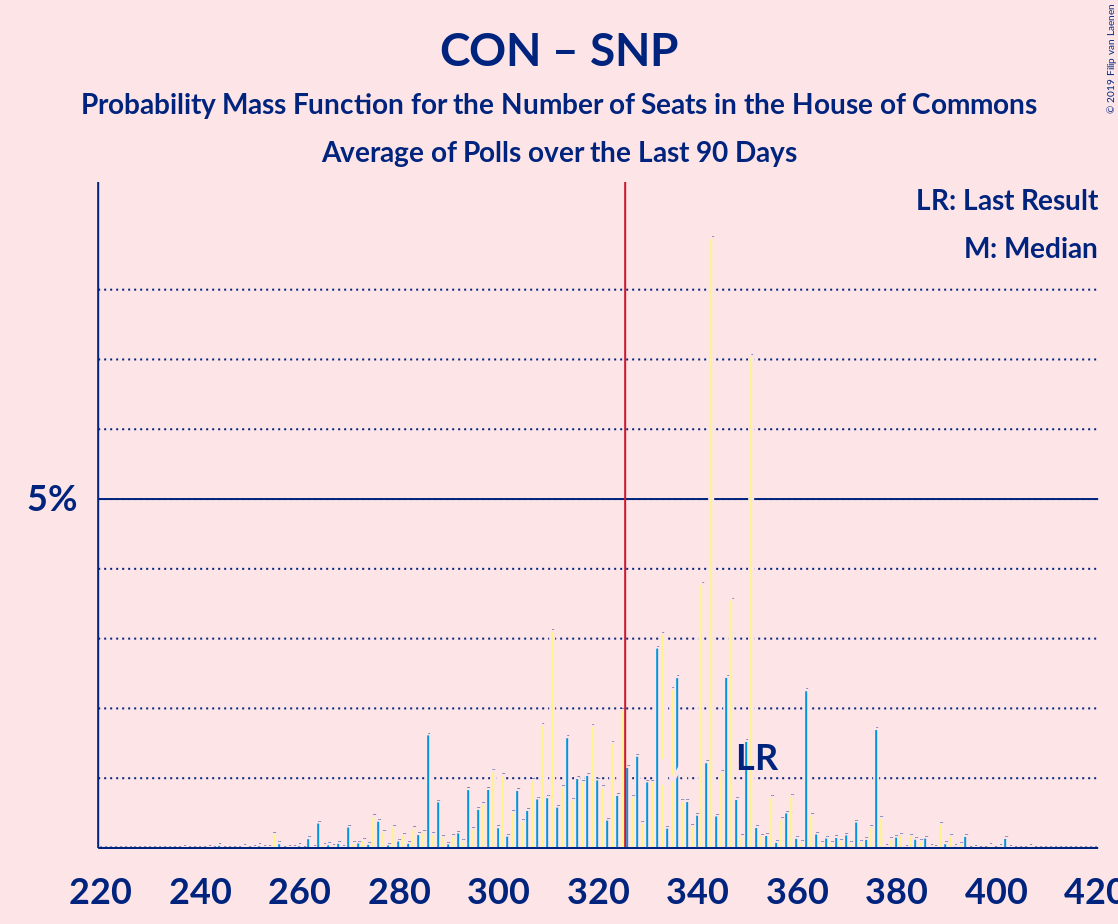 CON – SNP
Probability Mass Function for the Number of Seats in the House of Commons
Average of Polls over the Last 90 Days
© 2019 Filip van Laenen
LR: Last Result
M: Median
5%
LR
220 240 260 280 300 320 340 360 380 400 420